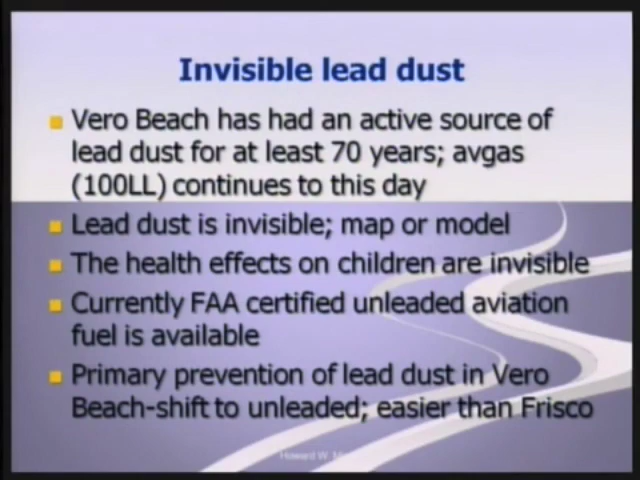 Invisible lead dust
Vero Beach has had an active source of
lead dust for at least 70 years; avgas
(100LL) continues to this day
Lead dust is invisible; map or model
The health effects on children are invisible
Currently FAA certified unleaded aviation
fuel is available
Primary prevention of lead dust in Vero
Beach-shift to unleaded; easier than Frisco
Howard W.